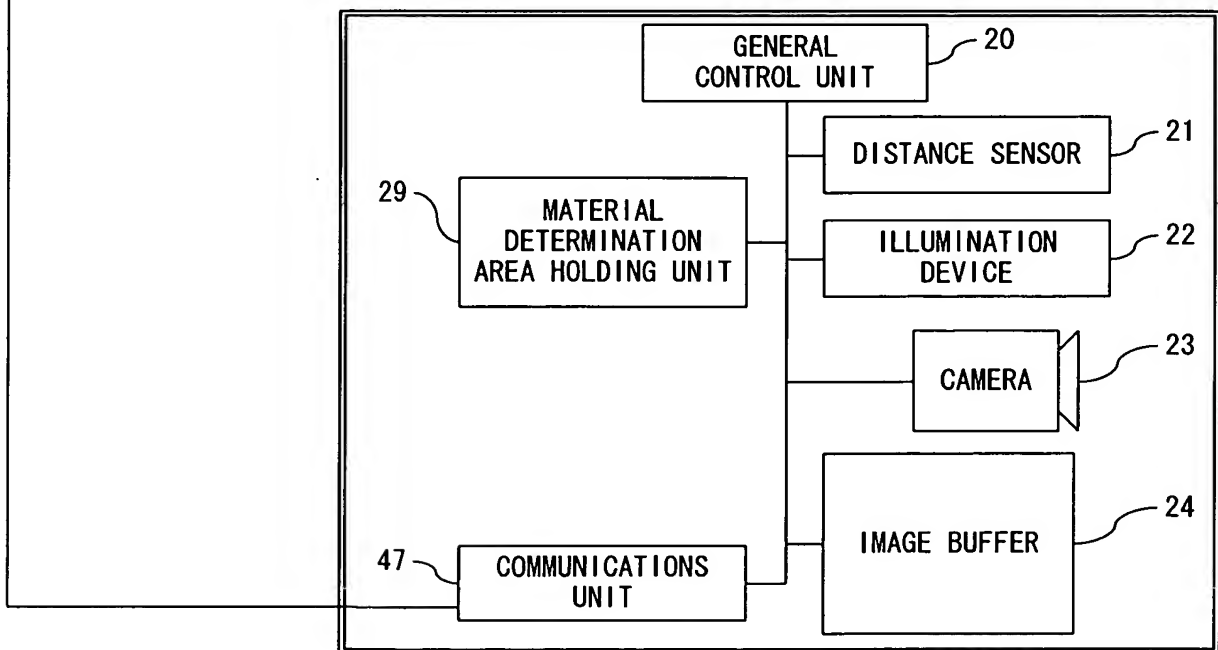 GENERAL
CONTROL UNIT
20
DISTANCE SENSOR
21
29
MATERIAL
DETERMINATION
AREA HOLDING UNIT
ILLUMINATION
DEVICE
22
CAMERA
23
IMAGE BUFFER
24
47
COMMUNICATIONS
UNIT